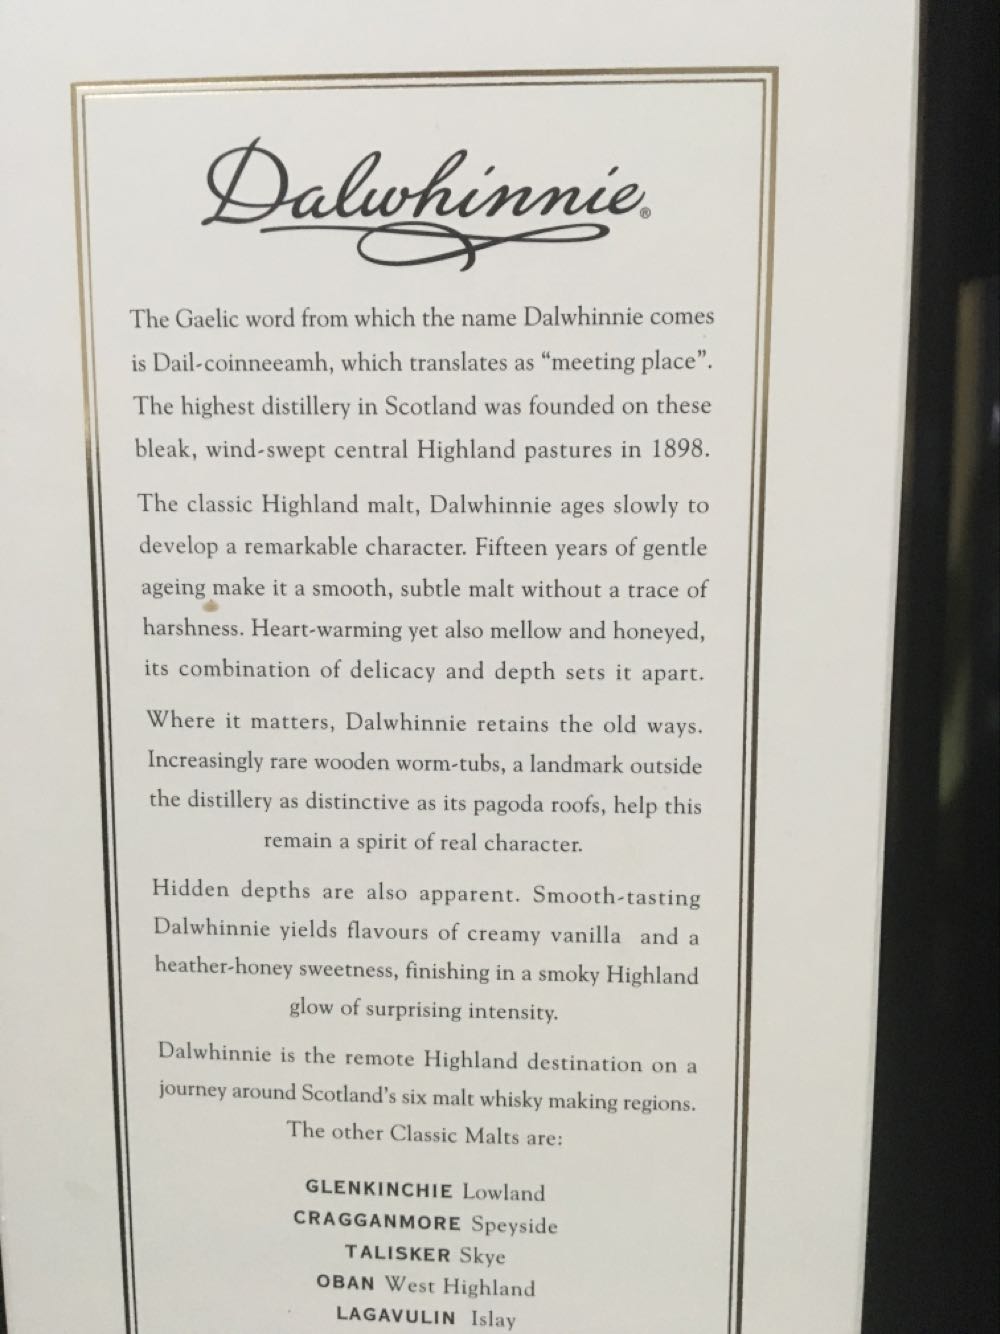 Dalwhinnie®
The Gaelic word from which the name Dalwhinnie comes
is Dail-coinneeamh, which translates as “meeting place”.
The highest distillery in Scotland was founded on these
bleak, wind-swept central Highland pastures in 1898.
The classic Highland malt, Dalwhinnie ages slowly to
develop a remarkable character. Fifteen years of gentle
ageing make it a smooth, subtle malt without a trace of
harshness. Heart-warming yet also mellow and honeyed,
its combination of delicacy and depth sets it apart.
Where it matters, Dalwhinnie retains the old ways.
Increasingly rare wooden worm-tubs, a landmark outside
the distillery as distinctive as its pagoda roofs, help this
remain a spirit of real character.
Hidden depths are also apparent. Smooth-tasting
Dalwhinnie yields flavours of creamy vanilla and a
heather-honey sweetness, finishing in a smoky Highland
glow of surprising intensity.
Dalwhinnie is the remote Highland destination on a
journey around Scotland’s six malt whisky making regions.
The other Classic Malts are:
GLENKINCHIE Lowland
CRAGGANMORE Speyside
TALISKER Skye
OBAN West Highland
LAGAVULIN Islay